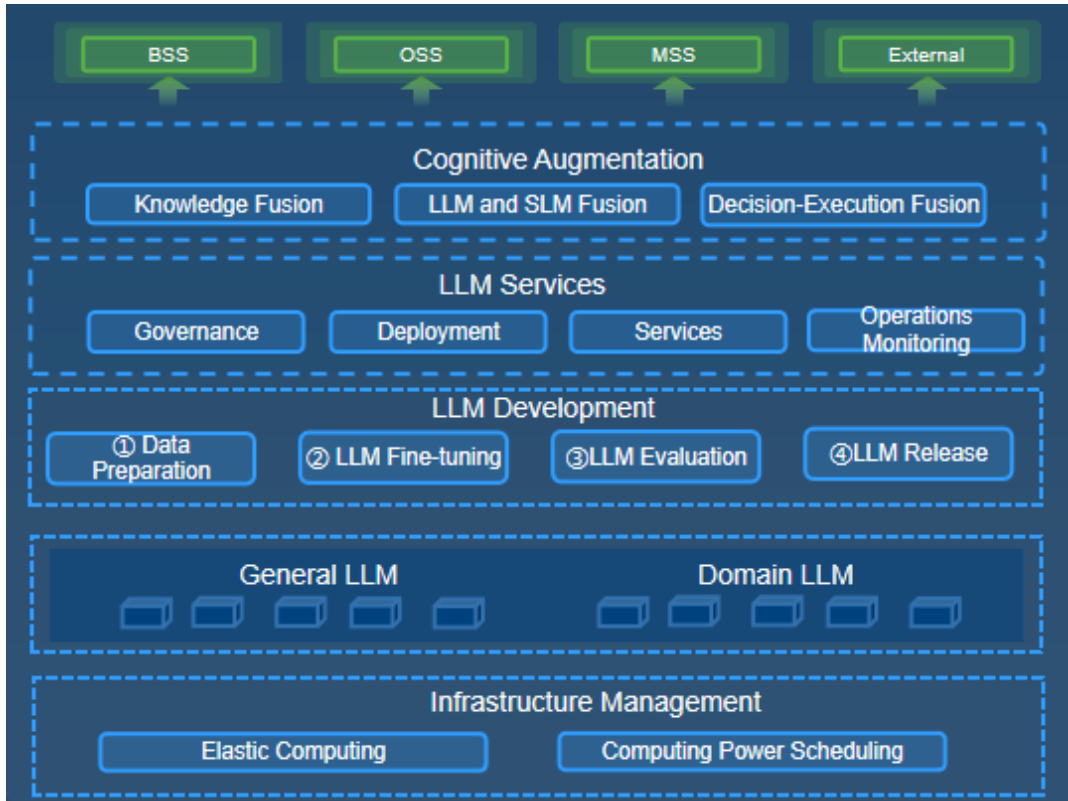 BSS
OSS
MSS
External
Cognitive Augmentation
Knowledge Fusion
LLM and SLM Fusion
Decision-Execution Fusion
LLM Services
Governance
Deployment
Services
Operations
Monitoring
LLM Development
① Data
Preparation
② LLM Fine-tuning
③LLM Evaluation
④LLM Release
General LLM
Domain LLM
Infrastructure Management
Elastic Computing
Computing Power Scheduling